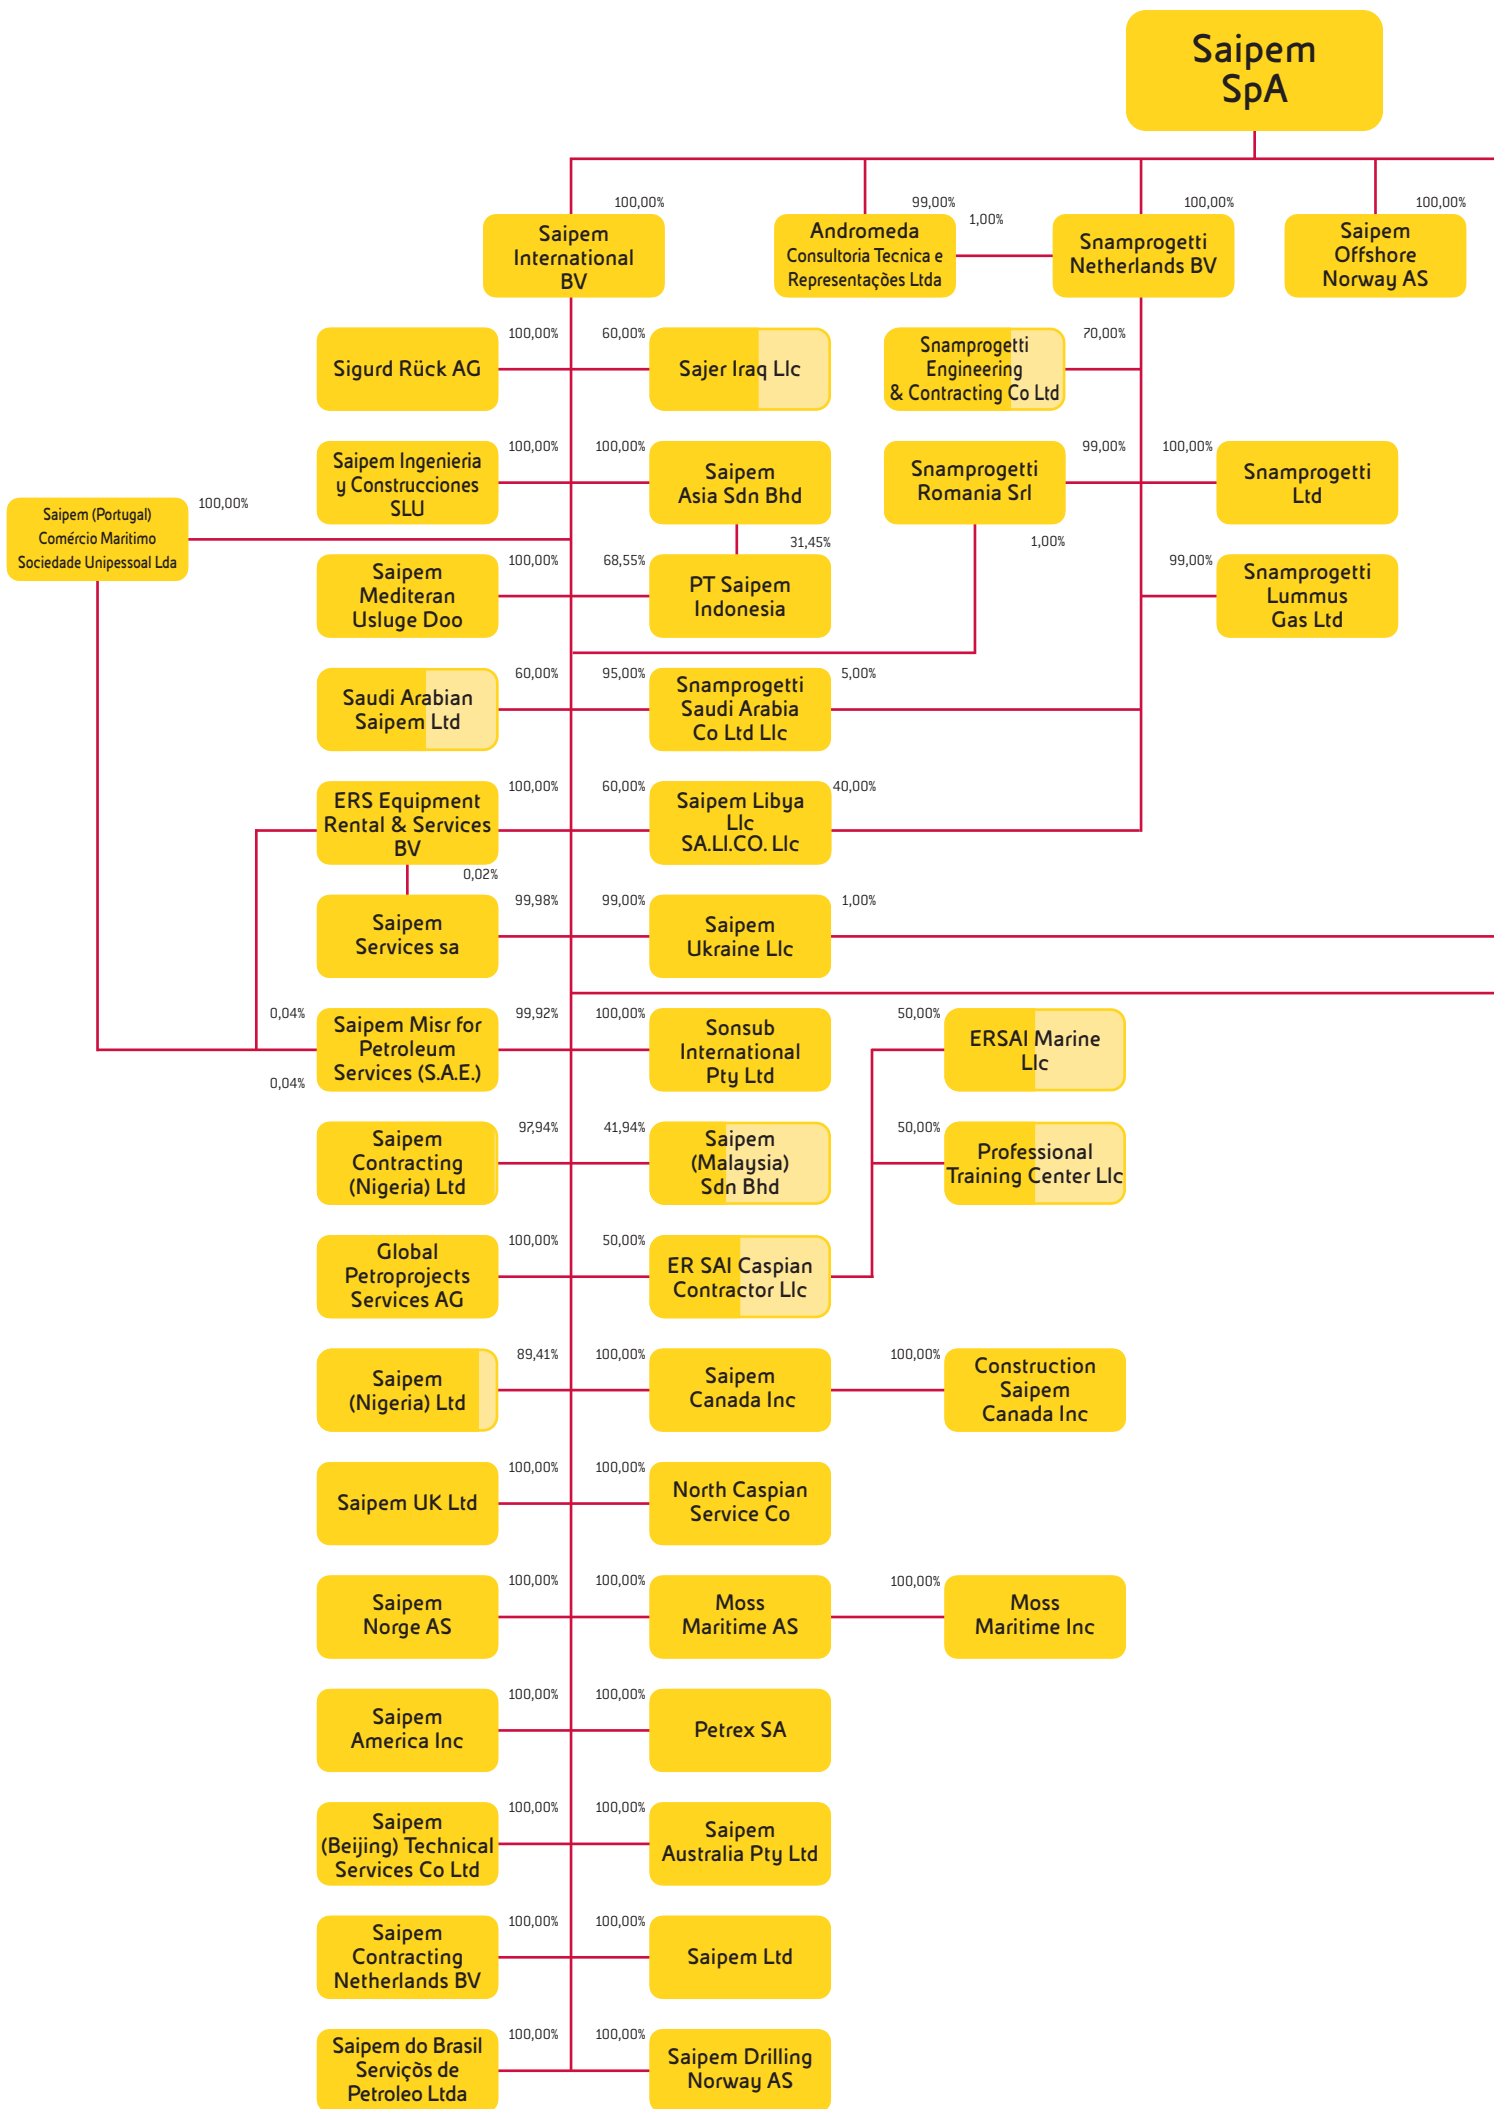 Saipem
SpA
100,00%
99,00%
1,00%
100,00%
100,00%
Saipem
International
BV
Andromeda
Consultoria Tecnica e
Representações Ltda
Snamprogetti
Netherlands BV
Saipem
Offshore
Norway AS
100,00%
60,00%
70,00%
Sigurd Rück AG
Sajer Iraq Llc
Snamprogetti
Engineering
& Contracting Co Ltd
100,00%
100,00%
99,00%
100,00%
Saipem Ingenieria
y Construcciones
SLU
Saipem
Asia Sdn Bhd
Snamprogetti
Romania Srl
Snamprogetti
Ltd
Saipem (Portugal)
Comércio Maritimo
Sociedade Unipessoal Lda
100,00%
31,45%
1,00%
100,00%
68,55%
99,00%
Saipem
Mediteran
Usluge Doo
PT Saipem
Indonesia
Snamprogetti
Lummus
Gas Ltd
60,00%
95,00%
5,00%
Saudi Arabian
Saipem Ltd
Snamprogetti
Saudi Arabia
Co Ltd Llc
100,00%
60,00%
40,00%
ERS Equipment
Rental & Services
BV
Saipem Libya
Llc
SA.LI.CO. Llc
0,02%
99,98%
99,00%
1,00%
Saipem
Services sa
Saipem
Ukraine Llc
0,04%
99,92%
100,00%
50,00%
Saipem Misr for
Petroleum
Services (S.A.E.)
Sonsub
International
Pty Ltd
ERSAI Marine
Llc
0,04%
97,94%
41,94%
50,00%
Saipem
Contracting
(Nigeria) Ltd
Saipem
(Malaysia)
Sdn Bhd
Professional
Training Center Llc
100,00%
50,00%
Global
Petroprojects
Services AG
ER SAI Caspian
Contractor Llc
89,41%
100,00%
100,00%
Saipem
(Nigeria) Ltd
Saipem
Canada Inc
Construction
Saipem
Canada Inc
100,00%
100,00%
Saipem UK Ltd
North Caspian
Service Co
100,00%
100,00%
100,00%
Saipem
Norge AS
Moss
Maritime AS
Moss
Maritime Inc
100,00%
100,00%
Saipem
America Inc
Petrex SA
100,00%
100,00%
Saipem
(Beijing) Technical
Services Co Ltd
Saipem
Australia Pty Ltd
100,00%
100,00%
Saipem
Contracting
Netherlands BV
Saipem Ltd
100,00%
100,00%
Saipem do Brasil
Serviçòs de
Petroleo Ltda
Saipem Drilling
Norway AS